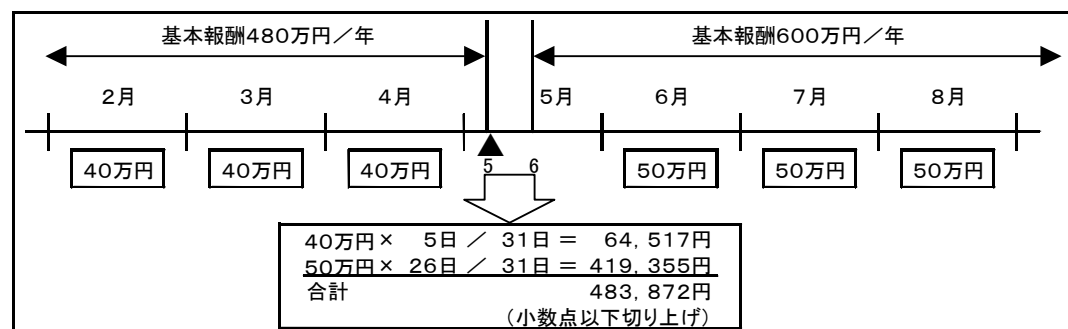 基本報酬480万円/年 基本報酬600万円/年
2月 3月 4月 5月 6月 7月 8月
40万円 40万円 40万円 5 6 50万円 50万円 50万円
40万円× 5日 / 31日 = 64,517円
50万円× 26日 / 31日 = 419,355円
合計 483,872円
(小数点以下切り上げ)